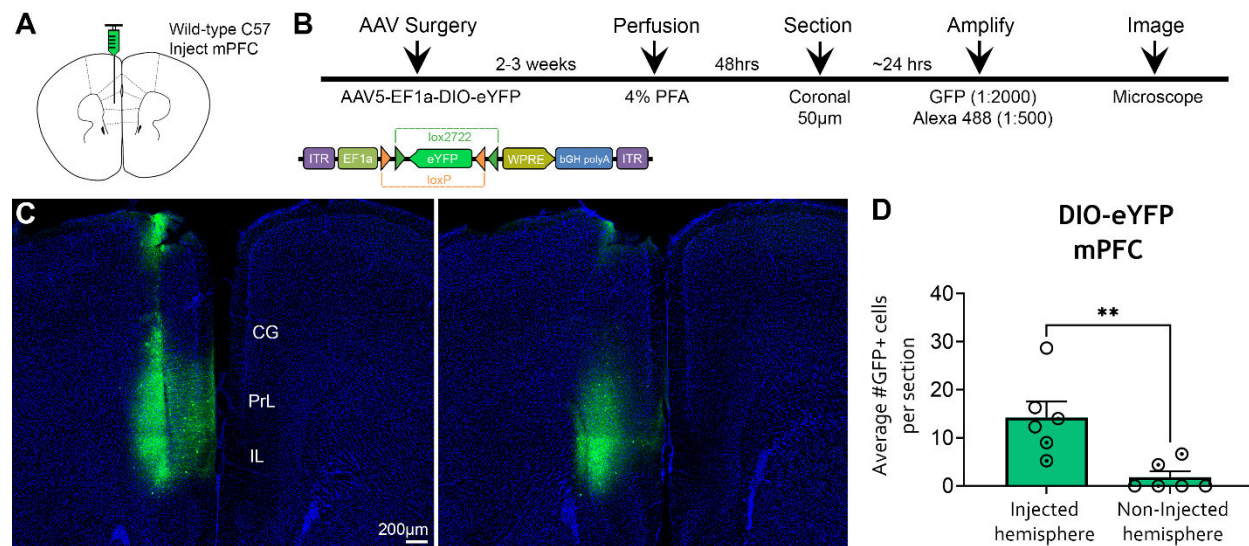 A
Wild-type C57
Inject mPFC
B
AAV Surgery
Perfusion
Section
Amplify
Image
2-3 weeks
48hrs
~24 hrs
AAV5-EF1a-DIO-eYFP
4% PFA
Coronal
50µm
GFP (1:2000)
Alexa 488 (1:500)
Microscope
lox2722
ITR
EF1a
eYFP
WPRE
bGH polyA
ITR
loxP
C
CG
PrL
IL
200µm
D
DIO-eYFP
mPFC
Average #GFP+ cells
per section
40
30
20
10
0
**
Injected
hemisphere
Non-Injected
hemisphere